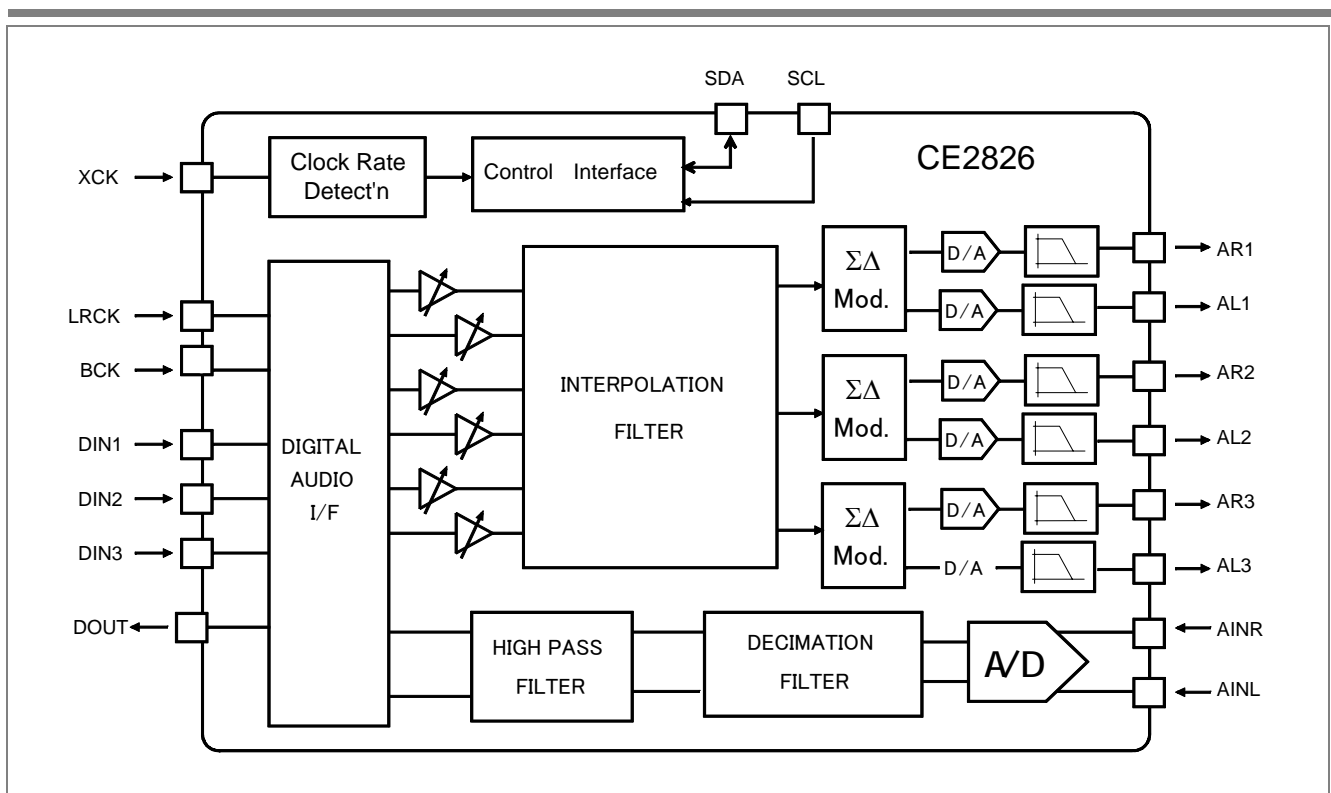 SDA SCL
CE2826
XCK
Clock Rate
Detect'n
Control Interface
LRCK
BCK
DIN1
DIN2
DIN3
DOUT
DIGITAL
AUDIO
I/F
INTERPOLATION
FILTER
ΣΔ
Mod.
D/A
AR1
D/A
AL1
ΣΔ
Mod.
D/A
AR2
D/A
AL2
ΣΔ
Mod.
D/A
AR3
D/A
AL3
HIGH PASS
FILTER
DECIMATION
FILTER
A/D
AINR
AINL